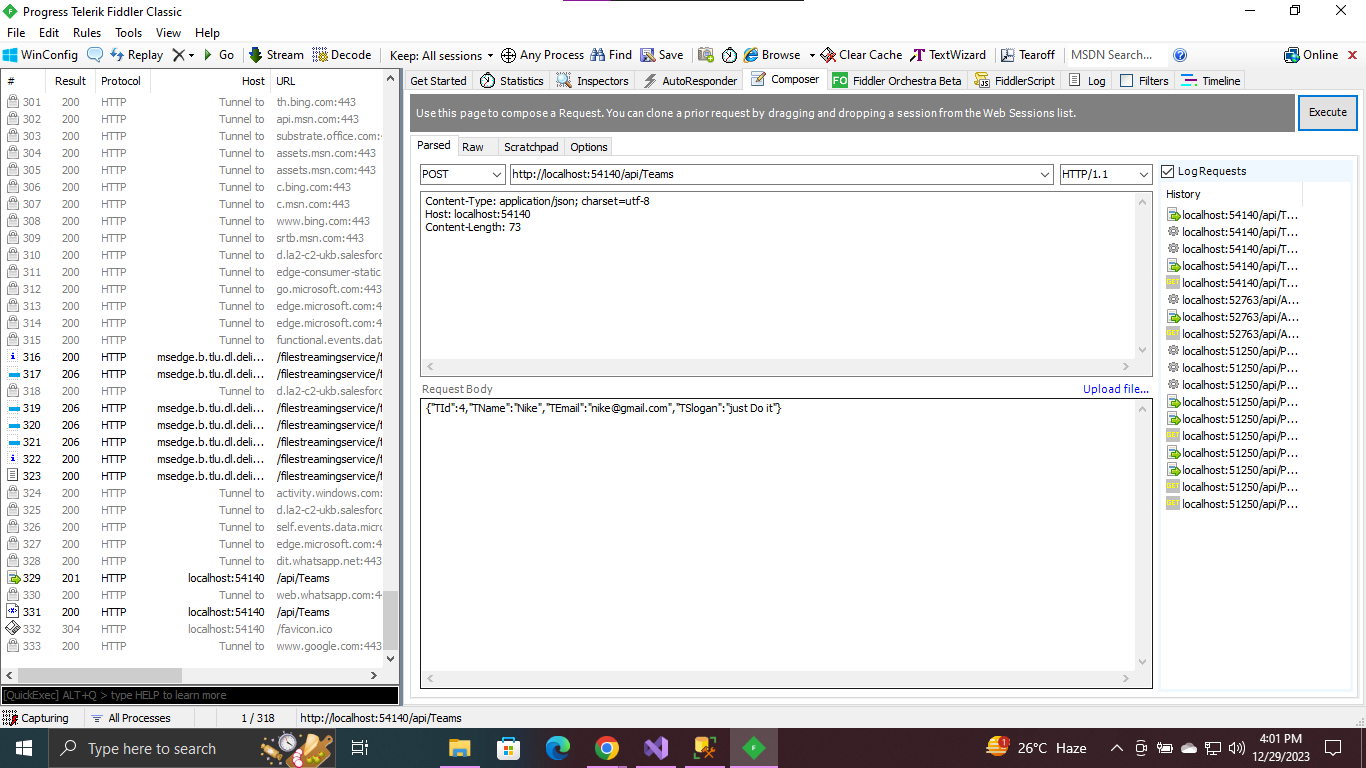 Progress Telerik Fiddler Classic
File Edit Rules Tools View Help
WinConfig Replay Go Stream Decode Keep: All sessions Any Process Find Save Browse Clear Cache TextWizard Tearoff MSDN Search... Online
# Result Protocol Host URL
301 200 HTTP Tunnel to th.bing.com:443
302 200 HTTP Tunnel to api.msn.com:443
303 200 HTTP Tunnel to substrate.office.com:
304 200 HTTP Tunnel to assets.msn.com:443
305 200 HTTP Tunnel to assets.msn.com:443
306 200 HTTP Tunnel to c.bing.com:443
307 200 HTTP Tunnel to c.msn.com:443
308 200 HTTP Tunnel to www.bing.com:443
309 200 HTTP Tunnel to srtb.msn.com:443
310 200 HTTP Tunnel to d.la2-c2-ukb.salesforc
311 200 HTTP Tunnel to edge-consumer-static
312 200 HTTP Tunnel to go.microsoft.com:443
313 200 HTTP Tunnel to edge.microsoft.com:4
314 200 HTTP Tunnel to edge.microsoft.com:4
315 200 HTTP Tunnel to functional.events.data
316 200 HTTP msedge.b.tlu.dl.deli... /filestreamingservice/f
317 206 HTTP msedge.b.tlu.dl.deli... /filestreamingservice/f
318 200 HTTP Tunnel to d.la2-c2-ukb.salesforc
319 206 HTTP msedge.b.tlu.dl.deli... /filestreamingservice/f
320 206 HTTP msedge.b.tlu.dl.deli... /filestreamingservice/f
321 206 HTTP msedge.b.tlu.dl.deli... /filestreamingservice/f
322 200 HTTP msedge.b.tlu.dl.deli... /filestreamingservice/f
323 200 HTTP msedge.b.tlu.dl.deli... /filestreamingservice/f
324 200 HTTP Tunnel to activity.windows.com:
325 200 HTTP Tunnel to d.la2-c2-ukb.salesforc
326 200 HTTP Tunnel to self.events.data.micro
327 200 HTTP Tunnel to edge.microsoft.com:4
328 200 HTTP Tunnel to dit.whatsapp.net:443
329 201 HTTP localhost:54140 /api/Teams
330 200 HTTP Tunnel to web.whatsapp.com:4
331 200 HTTP localhost:54140 /api/Teams
332 304 HTTP localhost:54140 /favicon.ico
333 200 HTTP Tunnel to www.google.com:443
[QuickExec] ALT+Q > type HELP to learn more
Capturing All Processes 1 / 318 http://localhost:54140/api/Teams
Get Started Statistics Inspectors AutoResponder Composer FO Fiddler Orchestra Beta FiddlerScript Log Filters Timeline
Use this page to compose a Request. You can clone a prior request by dragging and dropping a session from the Web Sessions list.
Execute
Parsed Raw Scratchpad Options
POST http://localhost:54140/api/Teams HTTP/1.1
Content-Type: application/json; charset=utf-8
Host: localhost:54140
Content-Length: 73
Request Body Upload file...
{"TId":4,"TName":"Nike","TEmail":"nike@gmail.com","TSlogan":"just Do it"}
Log Requests
History
localhost:54140/api/T...
localhost:54140/api/T...
localhost:54140/api/T...
localhost:54140/api/T...
GET localhost:54140/api/T...
localhost:52763/api/A...
localhost:52763/api/A...
GET localhost:52763/api/A...
localhost:51250/api/P...
localhost:51250/api/P...
localhost:51250/api/P...
localhost:51250/api/P...
localhost:51250/api/P...
GET localhost:51250/api/P...
localhost:51250/api/P...
localhost:51250/api/P...
GET localhost:51250/api/P...
GET localhost:51250/api/P...
Type here to search
26°C Haze
4:01 PM
12/29/2023